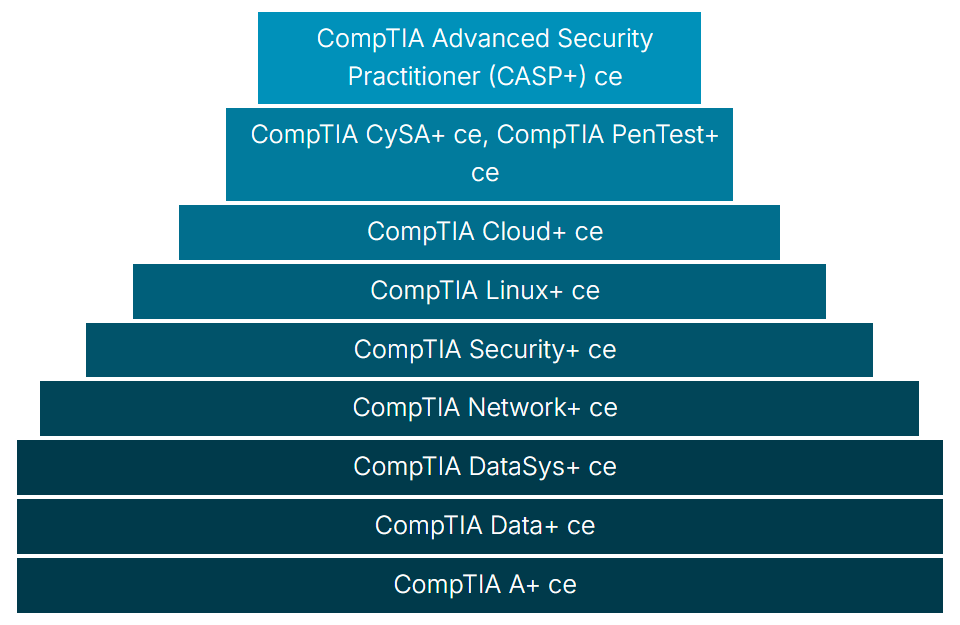 CompTIA Advanced Security
Practitioner (CASP+) ce
CompTIA CySA+ ce, CompTIA PenTest+
ce
CompTIA Cloud+ ce
CompTIA Linux+ ce
CompTIA Security+ ce
CompTIA Network+ ce
CompTIA DataSys+ ce
CompTIA Data+ ce
CompTIA A+ ce